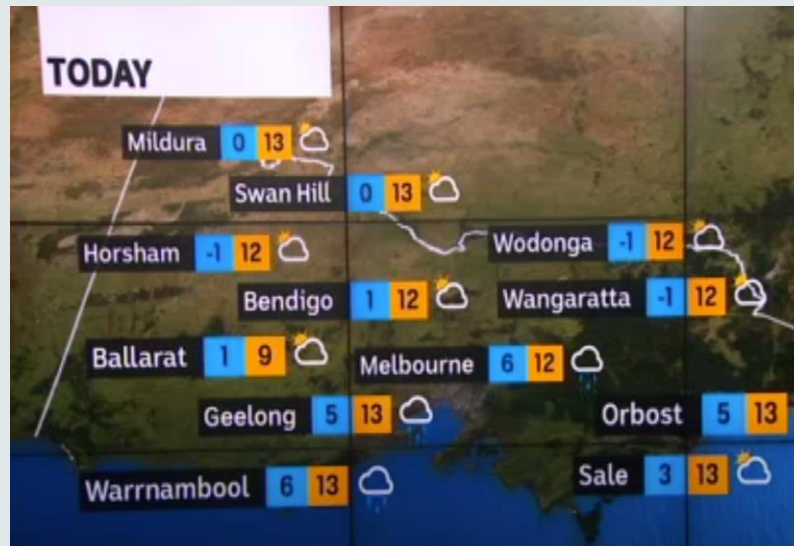 TODAY
Mildura 0 13
Swan Hill 0 13
Horsham -1 12
Wodonga -1 12
Bendigo 1 12
Wangaratta -1 12
Ballarat 1 9
Melbourne 6 12
Geelong 5 13
Orbost 5 13
Warrnambool 6 13
Sale 3 13